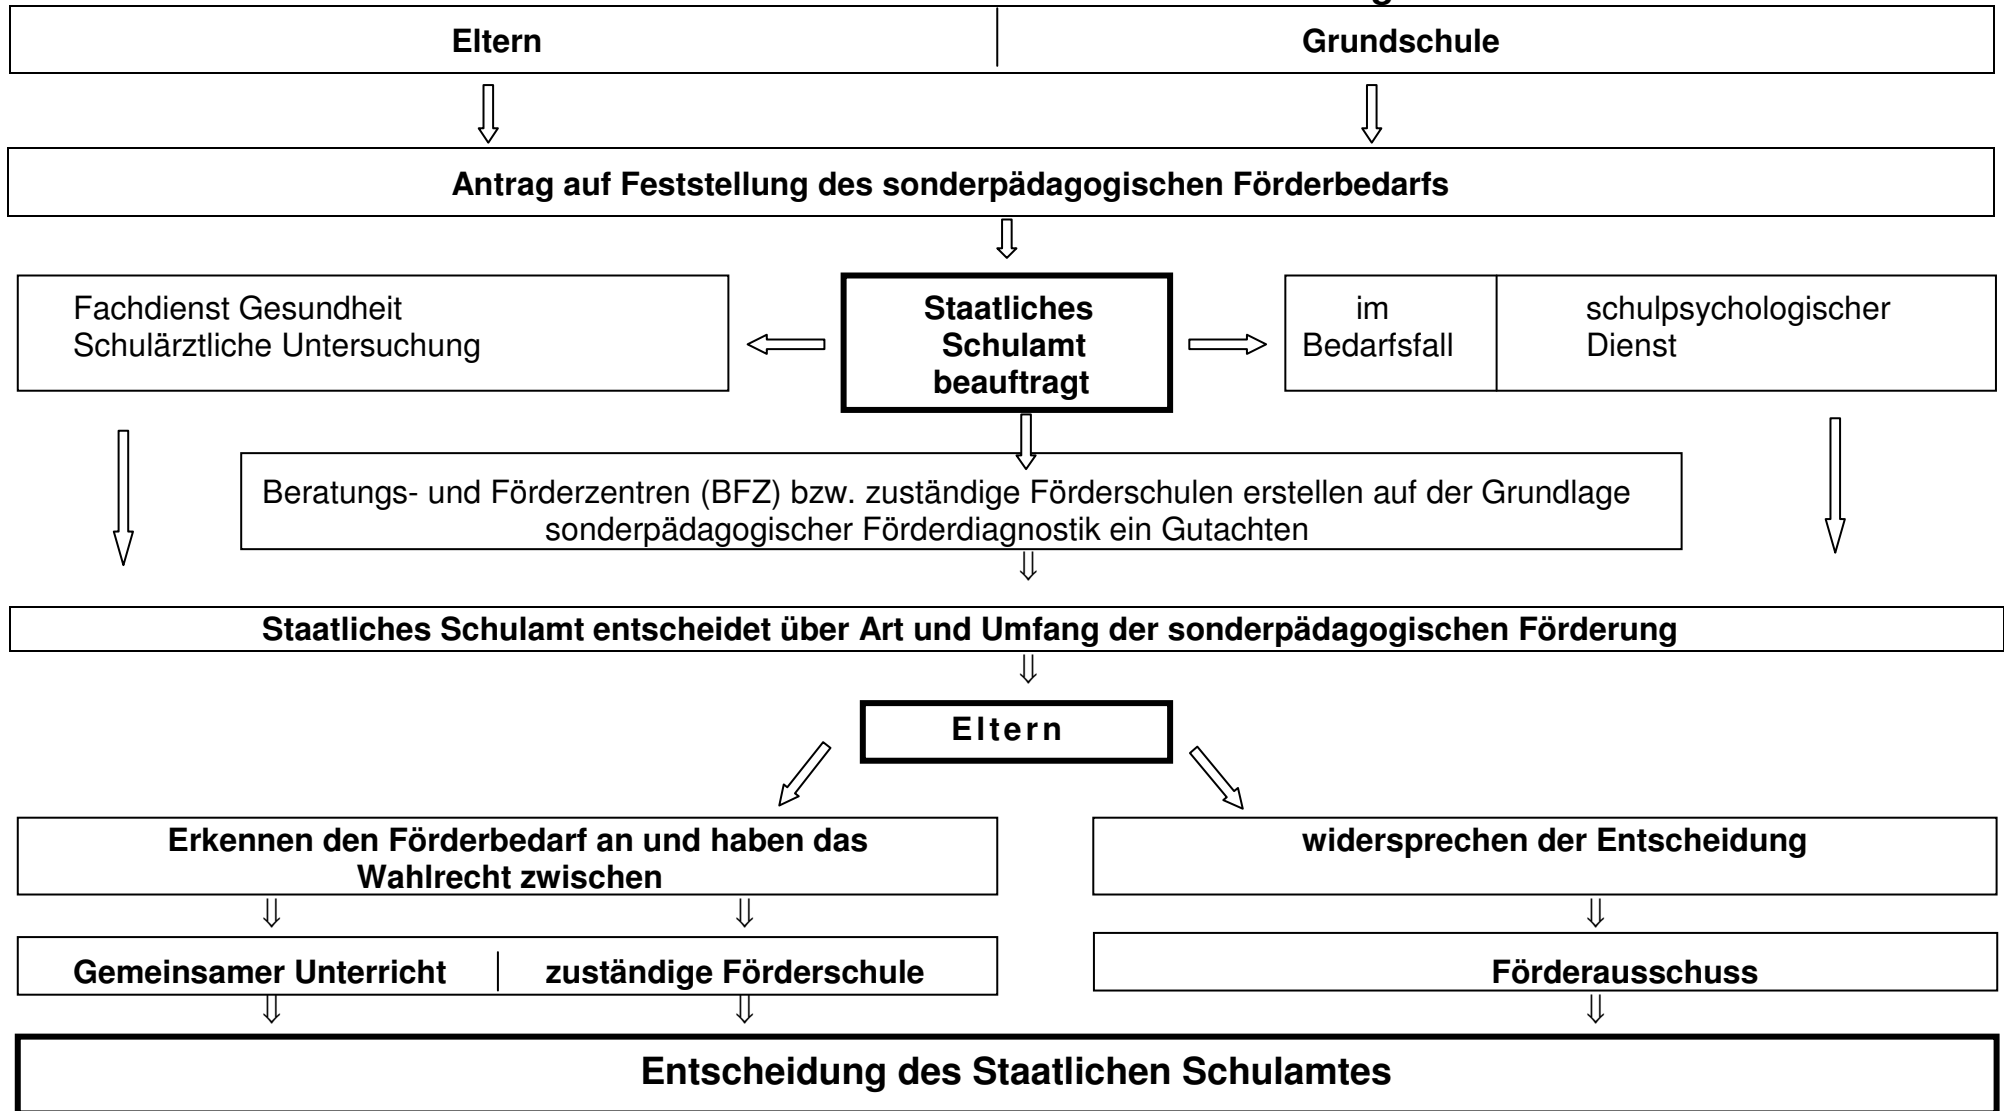 Eltern
Grundschule
Antrag auf Feststellung des sonderpädagogischen Förderbedarfs
Fachdienst Gesundheit
Schulärztliche Untersuchung
Staatliches
Schulamt
beauftragt
im
Bedarfsfall
schulpsychologischer
Dienst
Beratungs- und Förderzentren (BFZ) bzw. zuständige Förderschulen erstellen auf der Grundlage
sonderpädagogischer Förderdiagnostik ein Gutachten
Staatliches Schulamt entscheidet über Art und Umfang der sonderpädagogischen Förderung
Eltern
Erkennen den Förderbedarf an und haben das
Wahlrecht zwischen
widersprechen der Entscheidung
Gemeinsamer Unterricht
zuständige Förderschule
Förderausschuss
Entscheidung des Staatlichen Schulamtes